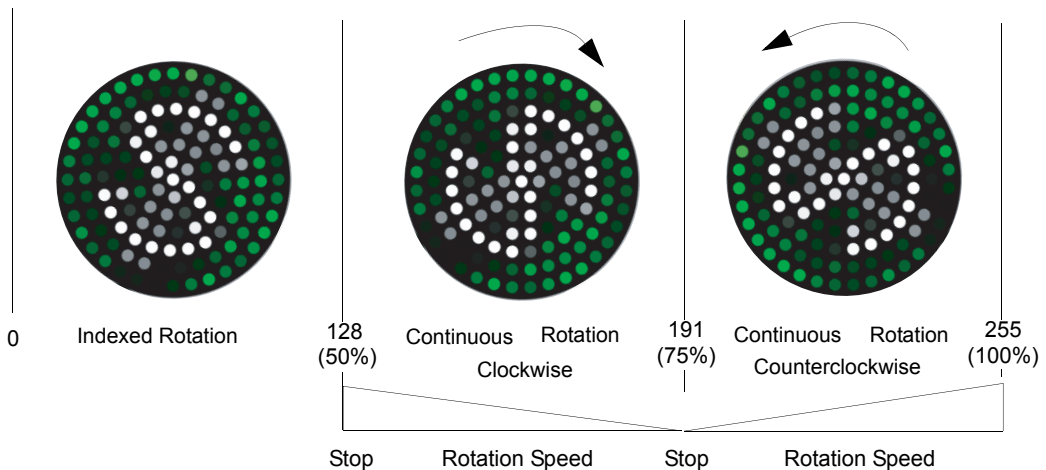 0
Indexed Rotation
128
(50%)
Continuous Rotation
Clockwise
191
(75%)
Continuous Rotation
Counterclockwise
255
(100%)
Stop
Rotation Speed
Stop
Rotation Speed